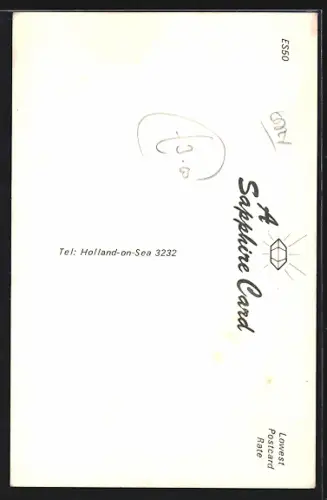 ES50
A
Sapphire Card
Tel: Holland-on-Sea 3232
Lowest
Postcard
Rate